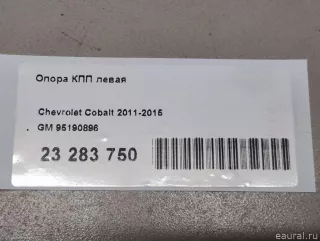 Опора КПП левая
Chevrolet Cobalt 2011-2015
GM 95190896
23 283 750
eaural.ru